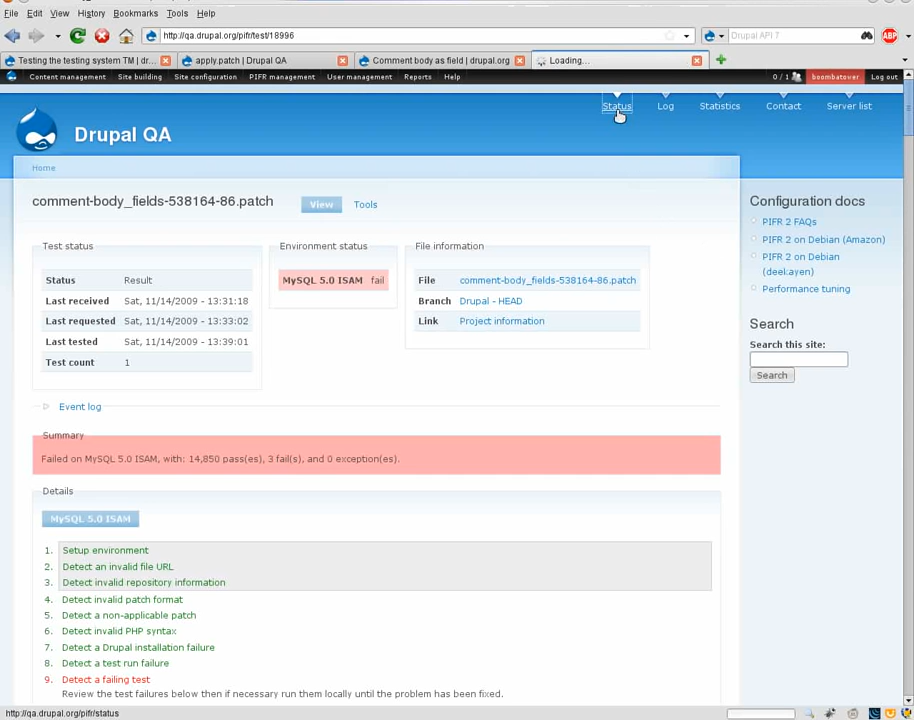 File Edit View History Bookmarks Tools Help
http://qa.drupal.org/pifr/test/18996
Drupal API 7
ABP
Testing the testing system TM | dr...
apply.patch | Drupal QA
Comment body as field | drupal.org
Loading...
Content management Site building Site configuration PIFR management User management Reports Help
0 / 1 boombatower Log out
Status Log Statistics Contact Server list
Drupal QA
Home
comment-body_fields-538164-86.patch
View Tools
Test status
Status Result
Last received Sat, 11/14/2009 - 13:31:18
Last requested Sat, 11/14/2009 - 13:33:02
Last tested Sat, 11/14/2009 - 13:39:01
Test count 1
Environment status
MySQL 5.0 ISAM fail
File information
File comment-body_fields-538164-86.patch
Branch Drupal - HEAD
Link Project information
Configuration docs
PIFR 2 FAQs
PIFR 2 on Debian (Amazon)
PIFR 2 on Debian
(deekayen)
Performance tuning
Search
Search this site:
Search
Event log
Summary
Failed on MySQL 5.0 ISAM, with: 14,850 pass(es), 3 fail(s), and 0 exception(es).
Details
MySQL 5.0 ISAM
1. Setup environment
2. Detect an invalid file URL
3. Detect invalid repository information
4. Detect invalid patch format
5. Detect a non-applicable patch
6. Detect invalid PHP syntax
7. Detect a Drupal installation failure
8. Detect a test run failure
9. Detect a failing test
Review the test failures below then if necessary run them locally until the problem has been fixed.
http://qa.drupal.org/pifr/status